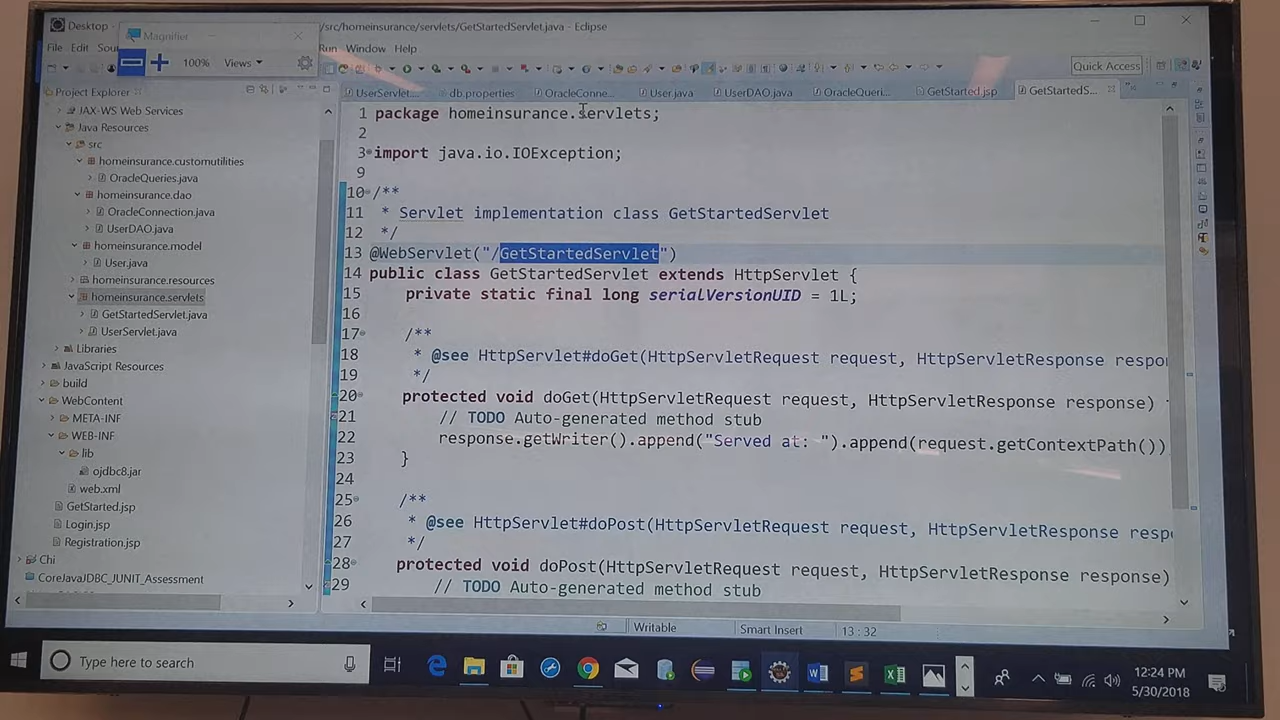 Desktop - /src/homeinsurance/servlets/GetStartedServlet.java - Eclipse
Magnifier
File Edit Run Window Help
100% Views
Quick Access
Project Explorer
UserServlet... db.properties OracleConne... User.java UserDAO.java OracleQueri... GetStarted.jsp GetStartedS...
JAX-WS Web Services
Java Resources
src
homeinsurance.customutilities
OracleQueries.java
homeinsurance.dao
OracleConnection.java
UserDAO.java
homeinsurance.model
User.java
homeinsurance.resources
homeinsurance.servlets
GetStartedServlet.java
UserServlet.java
Libraries
JavaScript Resources
build
WebContent
META-INF
WEB-INF
lib
ojdbc8.jar
web.xml
GetStarted.jsp
Login.jsp
Registration.jsp
Chi
CoreJavaJDBC_JUNIT_Assessment
1 package homeinsurance.servlets;
2
3 import java.io.IOException;
9
10 /**
11 * Servlet implementation class GetStartedServlet
12 */
13 @WebServlet("/GetStartedServlet")
14 public class GetStartedServlet extends HttpServlet {
15 private static final long serialVersionUID = 1L;
16
17 /**
18 * @see HttpServlet#doGet(HttpServletRequest request, HttpServletResponse respo
19 */
20 protected void doGet(HttpServletRequest request, HttpServletResponse response)
21 // TODO Auto-generated method stub
22 response.getWriter().append("Served at: ").append(request.getContextPath())
23 }
24
25 /**
26 * @see HttpServlet#doPost(HttpServletRequest request, HttpServletResponse resp
27 */
28 protected void doPost(HttpServletRequest request, HttpServletResponse response)
29 // TODO Auto-generated method stub
Writable Smart Insert 13 : 32
Type here to search
12:24 PM
5/30/2018